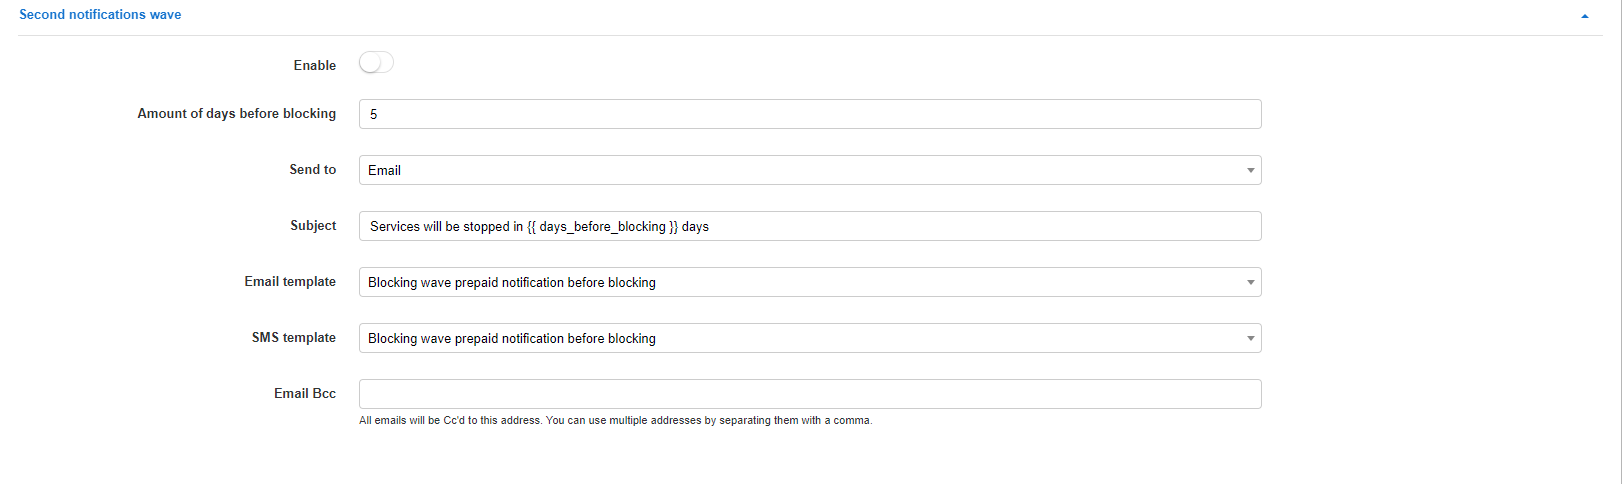 Second notifications wave
Enable
Amount of days before blocking
5
Send to
Email
Subject
Services will be stopped in {{ days_before_blocking }} days
Email template
Blocking wave prepaid notification before blocking
SMS template
Blocking wave prepaid notification before blocking
Email Bcc
All emails will be Cc'd to this address. You can use multiple addresses by separating them with a comma.